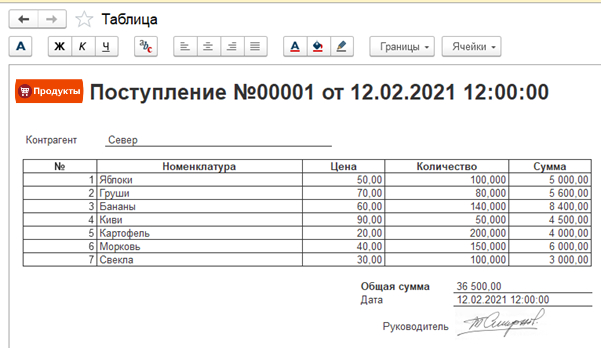 Таблица
А Ж К Ч abc А Границы Ячейки
Продукты
Поступление №00001 от 12.02.2021 12:00:00
Контрагент Север
№ Номенклатура Цена Количество Сумма
1 Яблоки 50,00 100,000 5 000,00
2 Груши 70,00 80,000 5 600,00
3 Бананы 60,00 140,000 8 400,00
4 Киви 90,00 50,000 4 500,00
5 Картофель 20,00 200,000 4 000,00
6 Морковь 40,00 150,000 6 000,00
7 Свекла 30,00 100,000 3 000,00
Общая сумма 36 500,00
Дата 12.02.2021 12:00:00
Руководитель